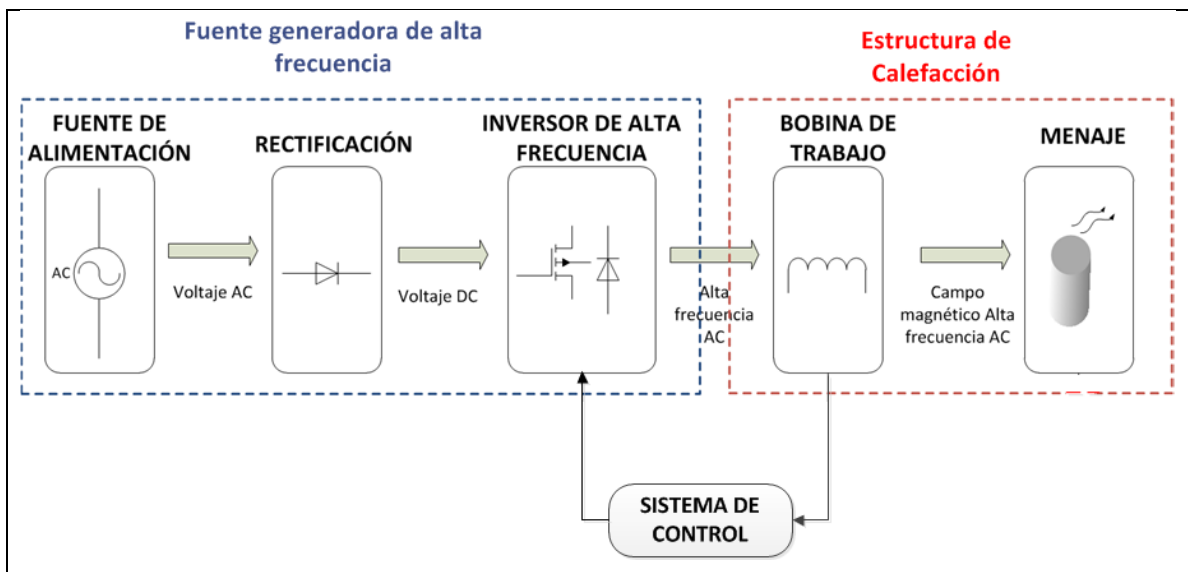 Fuente generadora de alta
frecuencia
Estructura de
Calefacción
FUENTE DE
ALIMENTACIÓN
RECTIFICACIÓN
INVERSOR DE ALTA
FRECUENCIA
BOBINA DE
TRABAJO
MENAJE
AC
Voltaje AC
Voltaje DC
Alta
frecuencia
AC
Campo
magnético Alta
frecuencia AC
SISTEMA DE
CONTROL